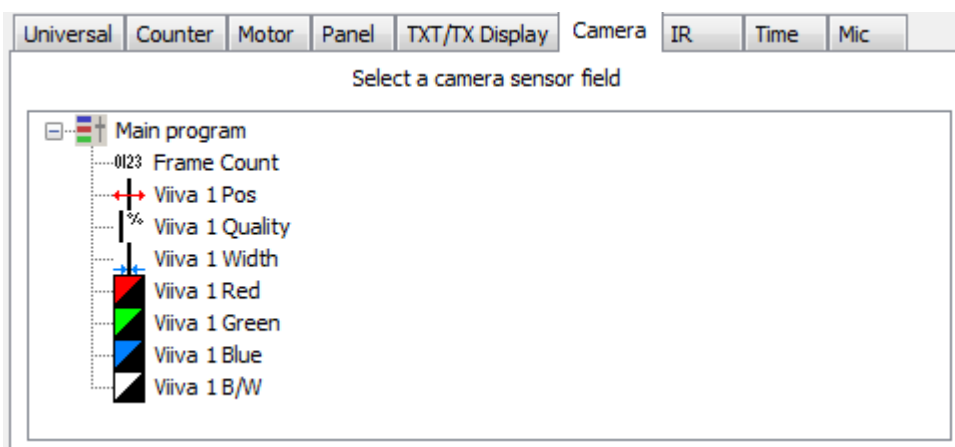 Universal Counter Motor Panel TXT/TX Display Camera IR Time Mic
Select a camera sensor field
Main program
0123 Frame Count
Viiva 1 Pos
% Viiva 1 Quality
Viiva 1 Width
Viiva 1 Red
Viiva 1 Green
Viiva 1 Blue
Viiva 1 B/W